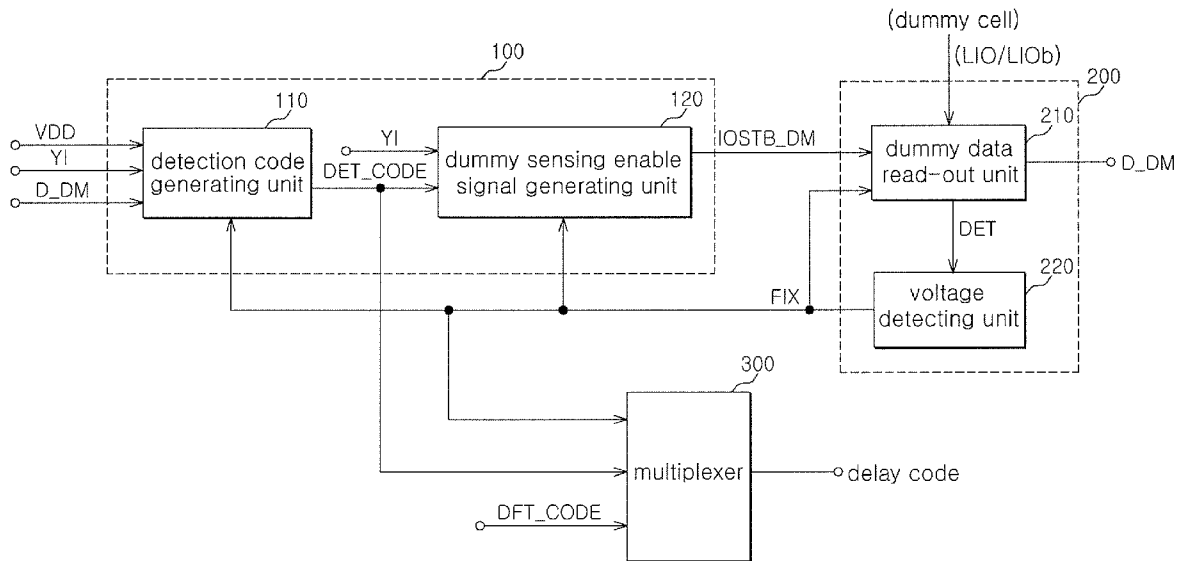 (dummy cell)
(LIO/LIOb)
100
200
110
120
210
VDD
YI
D_DM
detection code
generating unit
YI
DET_CODE
dummy sensing enable
signal generating unit
IOSTB_DM
dummy data
read-out unit
D_DM
DET
220
FIX
voltage
detecting unit
300
multiplexer
delay code
DFT_CODE